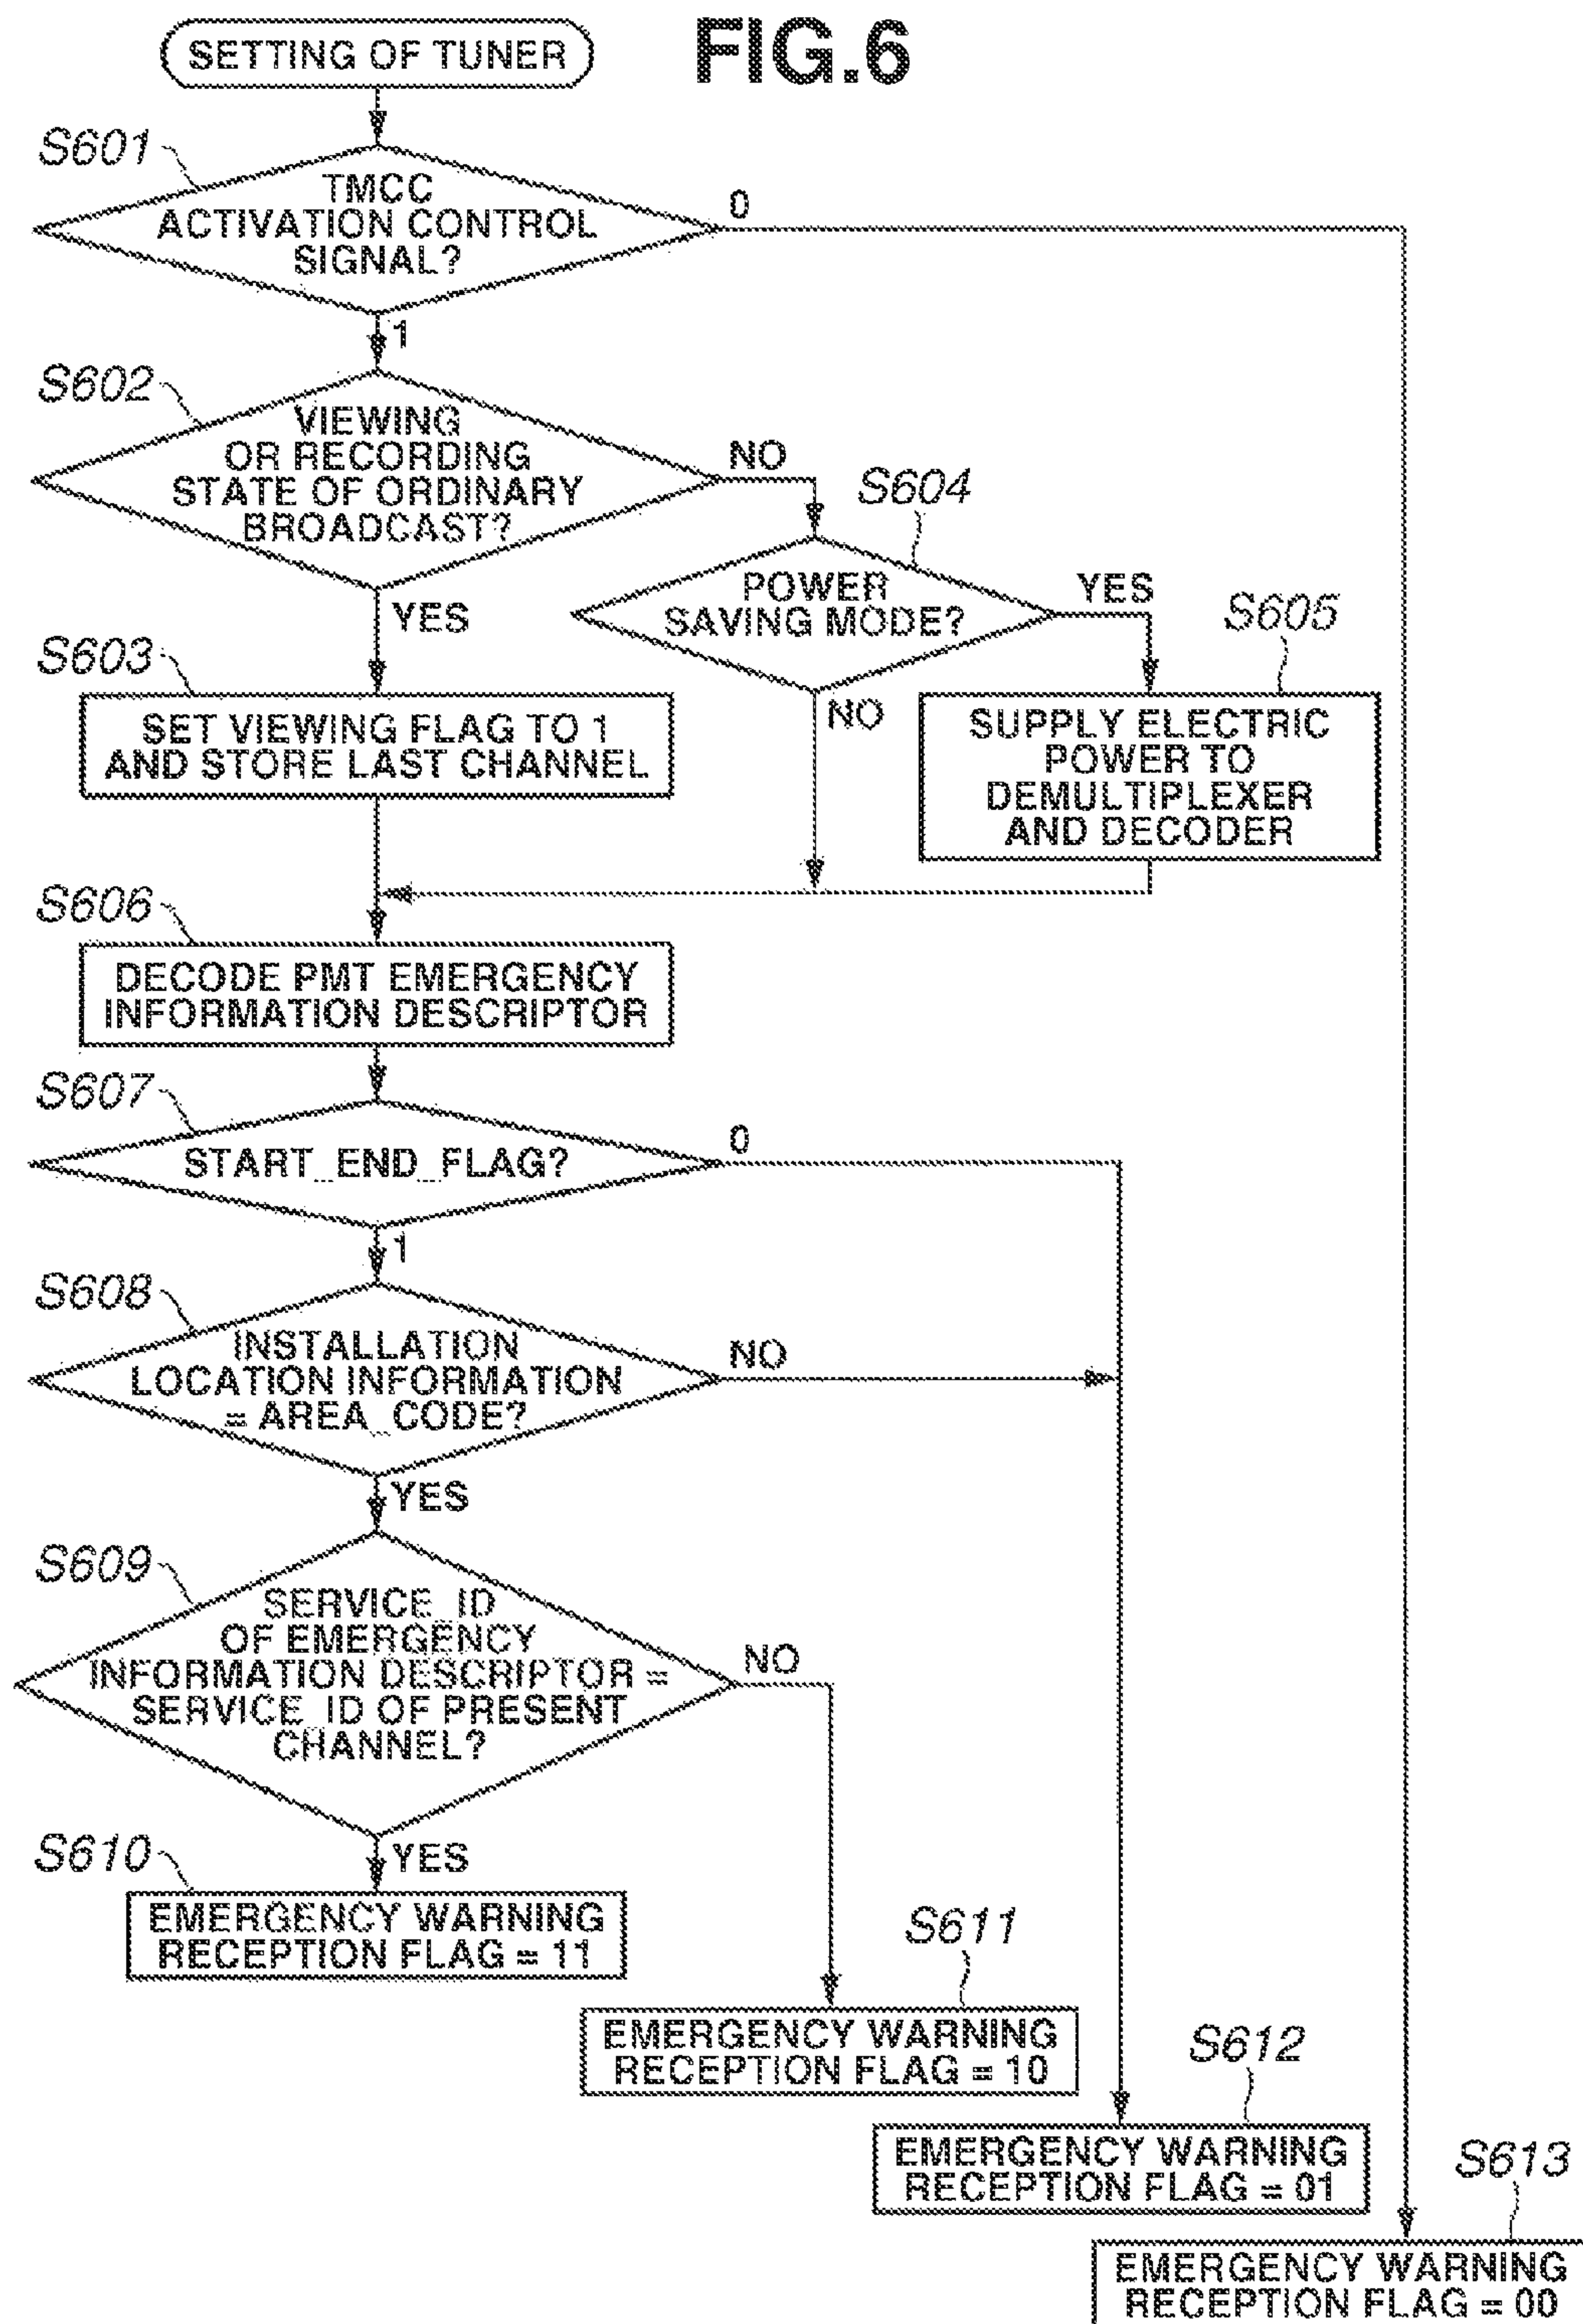 FIG.6
SETTING OF TUNER
S601
TMCC
ACTIVATION CONTROL
SIGNAL?
0
1
S602
VIEWING
OR RECORDING
STATE OF ORDINARY
BROADCAST?
NO
YES
S604
POWER
SAVING MODE?
YES
NO
S605
SUPPLY ELECTRIC
POWER TO
DEMULTIPLEXER
AND DECODER
S603
SET VIEWING FLAG TO 1
AND STORE LAST CHANNEL
S606
DECODE PMT EMERGENCY
INFORMATION DESCRIPTOR
S607
START_END_FLAG?
0
1
S608
INSTALLATION
LOCATION INFORMATION
= AREA_CODE?
NO
YES
S609
SERVICE_ID
OF EMERGENCY
INFORMATION DESCRIPTOR =
SERVICE_ID OF PRESENT
CHANNEL?
NO
YES
S610
EMERGENCY WARNING
RECEPTION FLAG = 11
S611
EMERGENCY WARNING
RECEPTION FLAG = 10
S612
EMERGENCY WARNING
RECEPTION FLAG = 01
S613
EMERGENCY WARNING
RECEPTION FLAG = 00